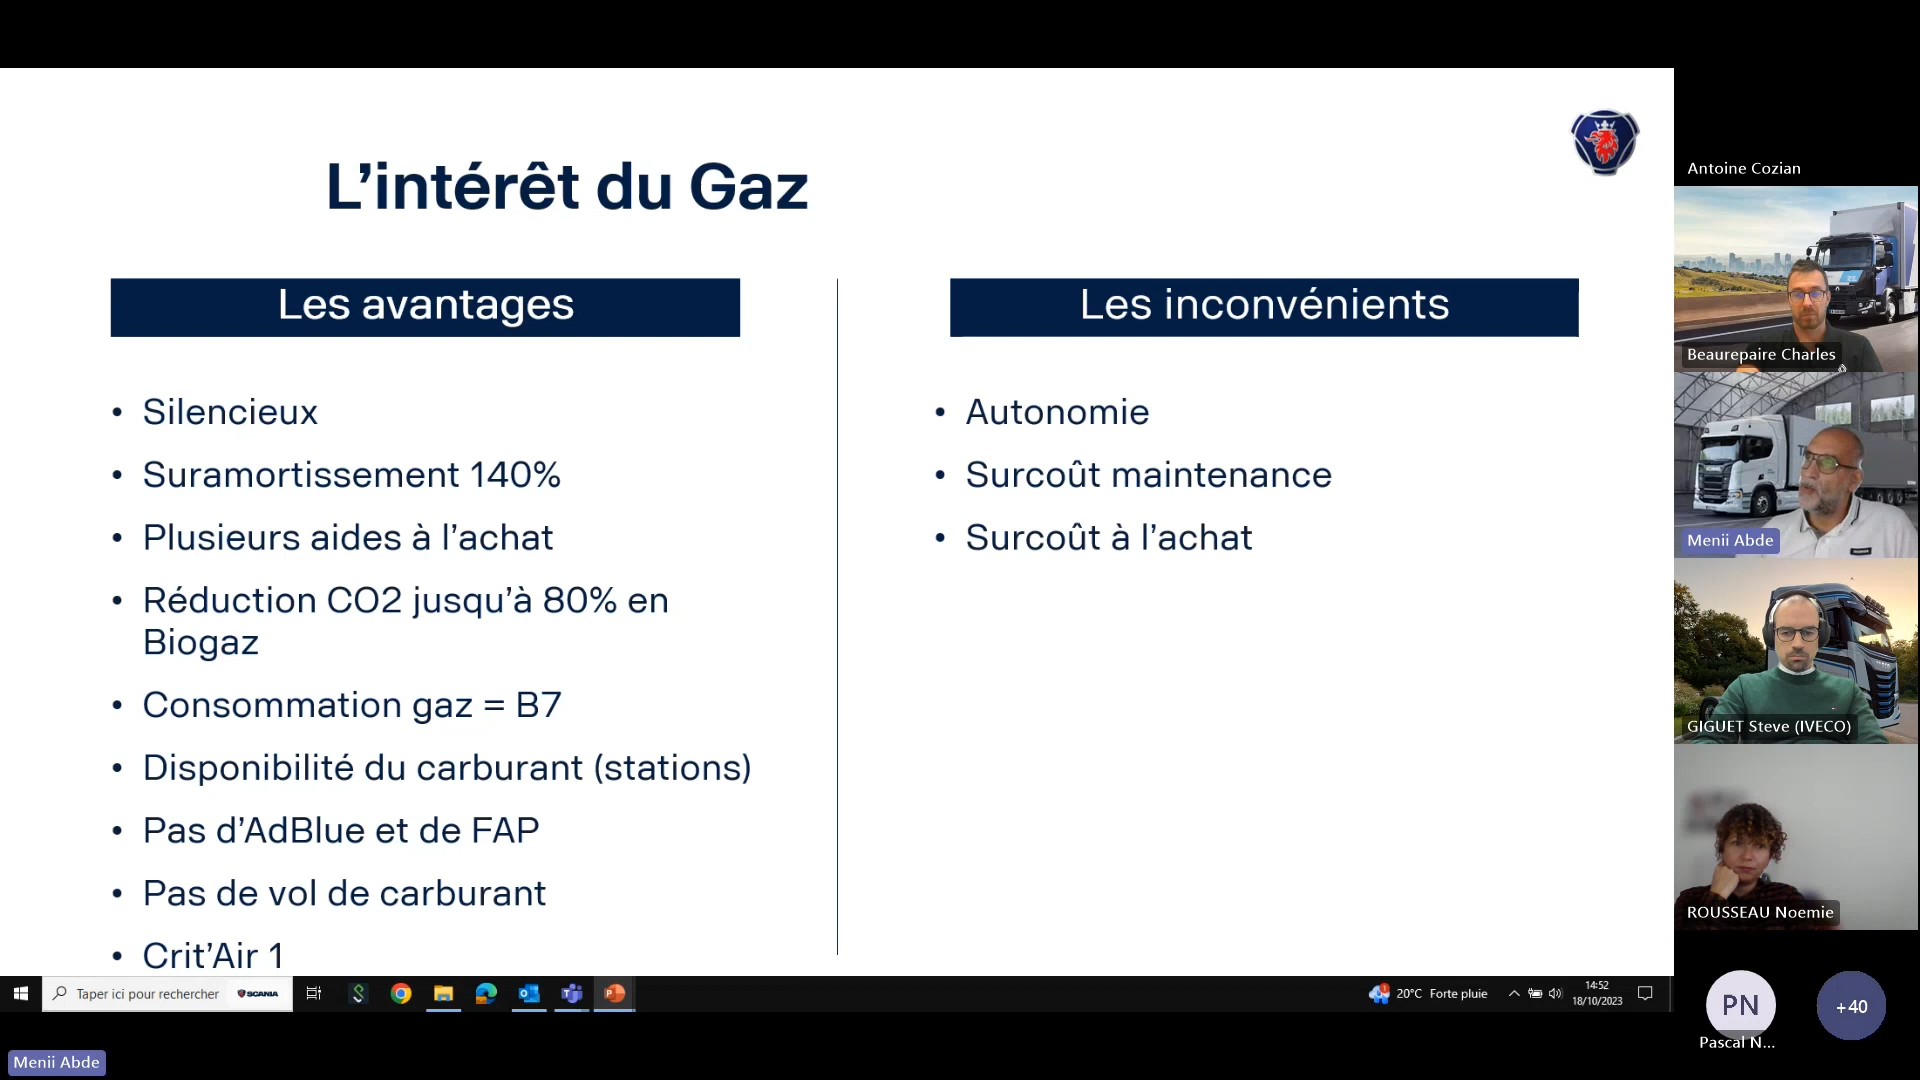 L'intérêt du Gaz
Les avantages
• Silencieux
• Suramortissement 140%
• Plusieurs aides à l'achat
• Réduction CO2 jusqu'à 80% en
Biogaz
• Consommation gaz = B7
• Disponibilité du carburant (stations)
• Pas d'AdBlue et de FAP
• Pas de vol de carburant
• Crit'Air 1
Les inconvénients
• Autonomie
• Surcoût maintenance
• Surcoût à l'achat
Antoine Cozian
Beaurepaire Charles
Menii Abde
GIGUET Steve (IVECO)
ROUSSEAU Noemie
PN
Pascal N...
+40
Taper ici pour rechercher
SCANIA
20°C Forte pluie
14:52
18/10/2023
Menii Abde